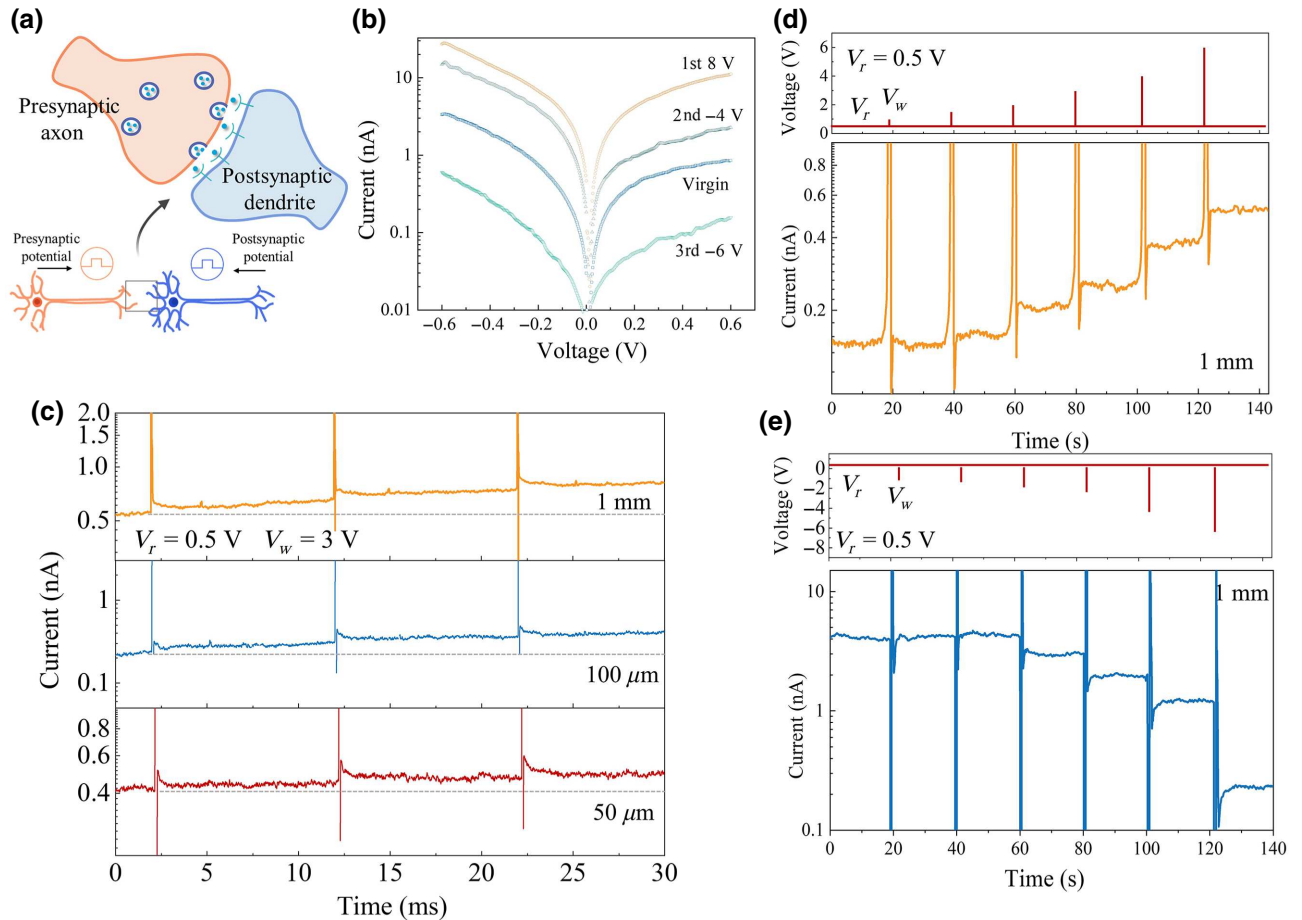 (a)
Presynaptic
axon
Postsynaptic
dendrite
Presynaptic
potential
Postsynaptic
potential
(b)
Current (nA)
10
1
0.1
0.01
1st 8 V
2nd −4 V
Virgin
3rd −6 V
−0.6 −0.4 −0.2 0.0 0.2 0.4 0.6
Voltage (V)
(c)
Current (nA)
2.0
1.5
1.0
0.5
1 mm
V_r = 0.5 V V_w = 3 V
1
0.1
100 μm
0.8
0.6
0.4
50 μm
0 5 10 15 20 25 30
Time (ms)
(d)
Voltage (V)
6
4
2
0
V_r = 0.5 V
V_r V_w
Current (nA)
0.8
0.4
0.2
1 mm
0 20 40 60 80 100 120 140
Time (s)
(e)
Voltage (V)
0
−2
−4
−6
−8
V_r V_w
V_r = 0.5 V
Current (nA)
10
1
0.1
1 mm
0 20 40 60 80 100 120 140
Time (s)